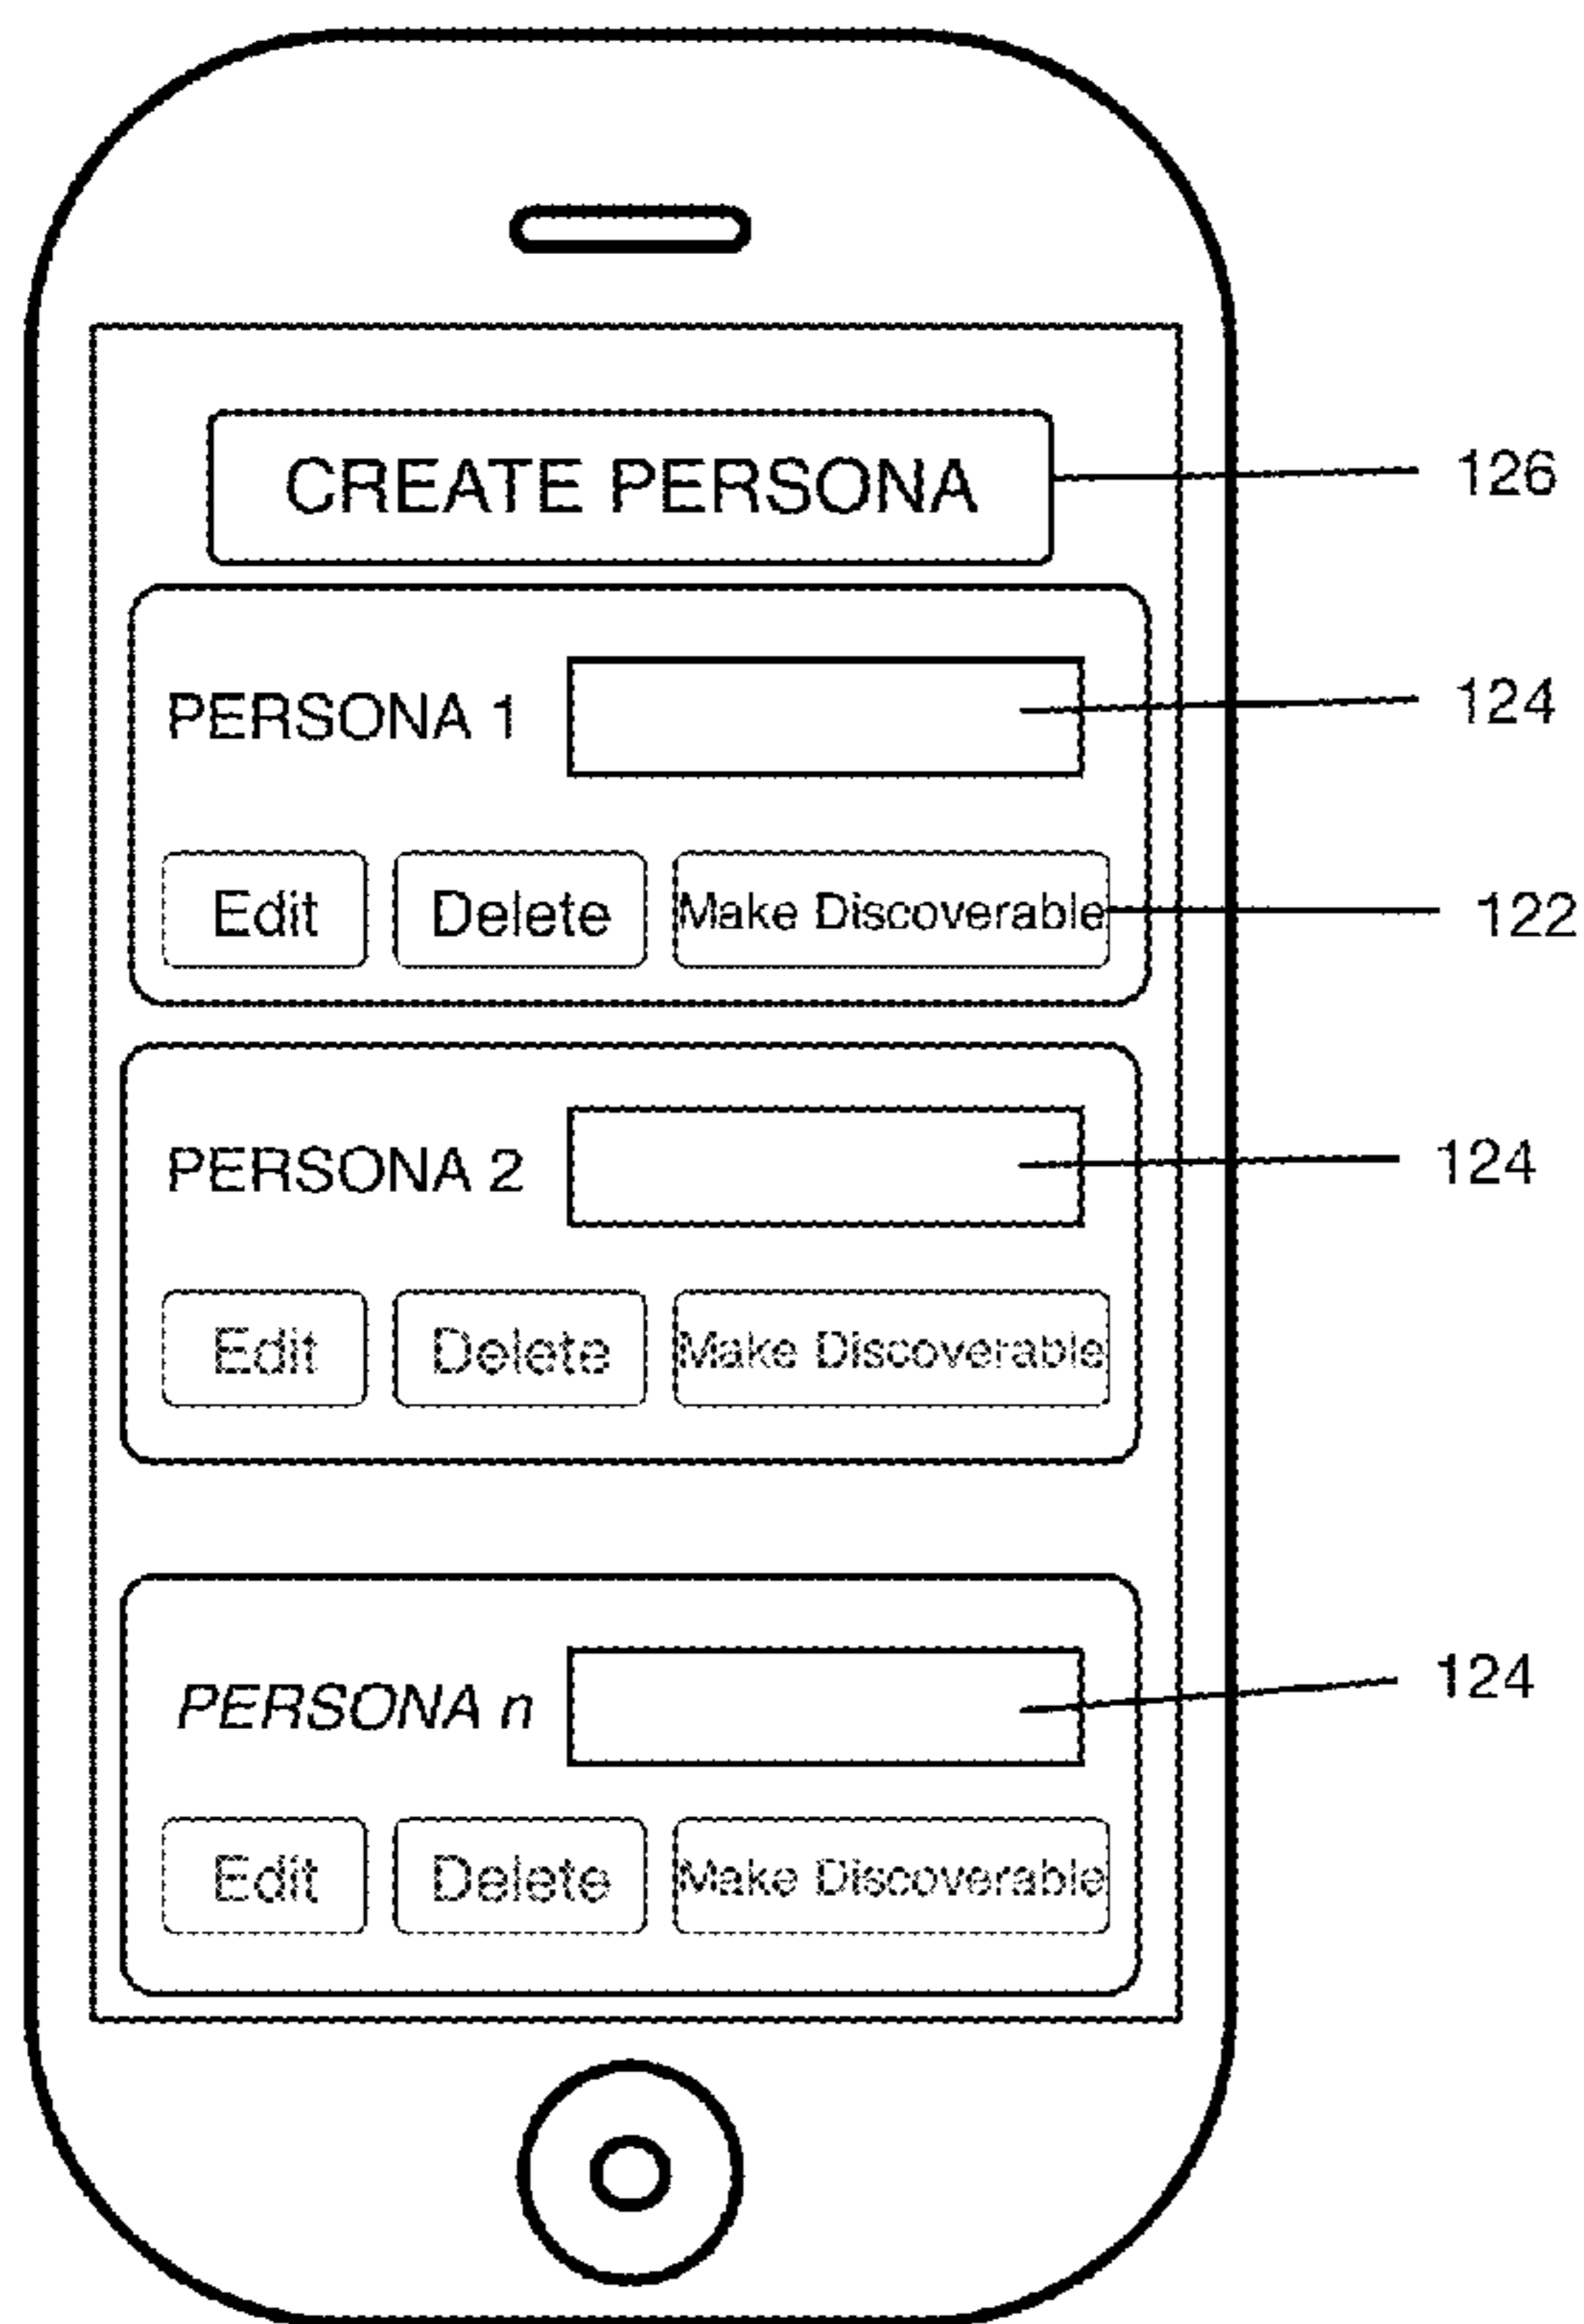 CREATE PERSONA 126
PERSONA 1 124
Edit Delete Make Discoverable 122
PERSONA 2 124
Edit Delete Make Discoverable
PERSONA n 124
Edit Delete Make Discoverable